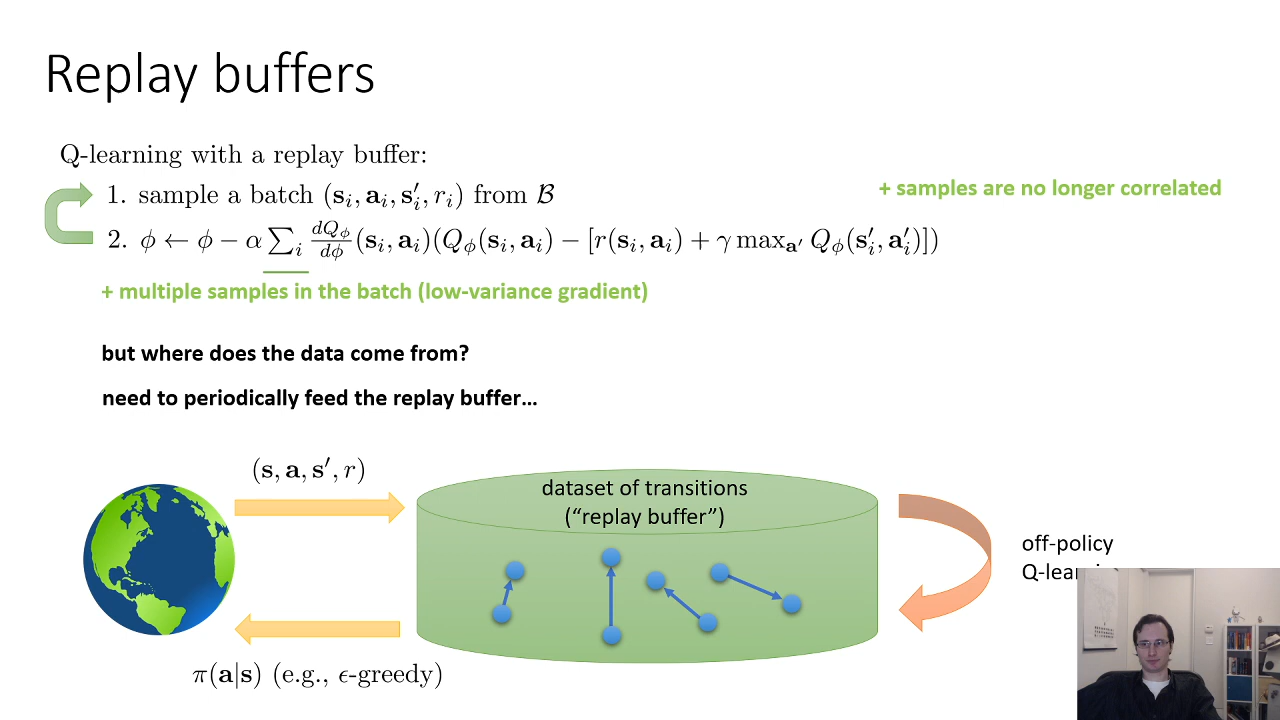 Replay buffers
Q-learning with a replay buffer:
1. sample a batch (s_i, a_i, s'_i, r_i) from ℬ
+ samples are no longer correlated
2. ϕ ← ϕ − α ∑_i dQ_ϕ/dϕ (s_i, a_i)(Q_ϕ(s_i, a_i) − [r(s_i, a_i) + γ max_a' Q_ϕ(s'_i, a'_i)])
+ multiple samples in the batch (low-variance gradient)
but where does the data come from?
need to periodically feed the replay buffer…
(s, a, s', r)
dataset of transitions
(“replay buffer”)
off-policy
π(a|s) (e.g., ϵ-greedy)